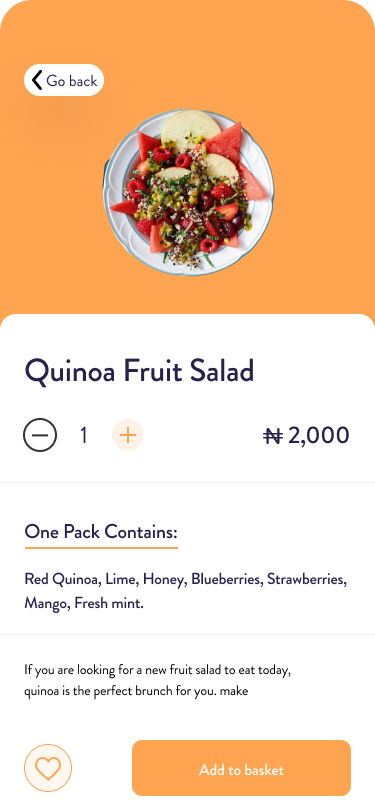 Go back
Quinoa Fruit Salad
1
₦ 2,000
One Pack Contains:
Red Quinoa, Lime, Honey, Blueberries, Strawberries,
Mango, Fresh mint.
If you are looking for a new fruit salad to eat today,
quinoa is the perfect brunch for you. make
Add to basket